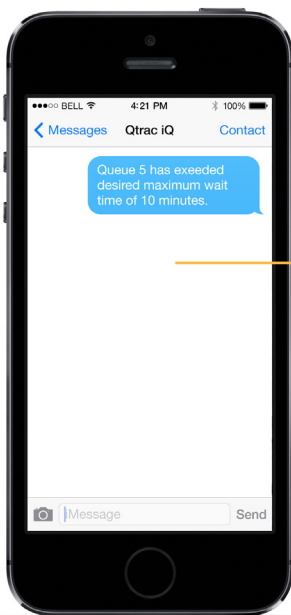 BELL 4:21 PM 100%
Messages Qtrac iQ Contact
Queue 5 has exeeded
desired maximum wait
time of 10 minutes.
Message Send